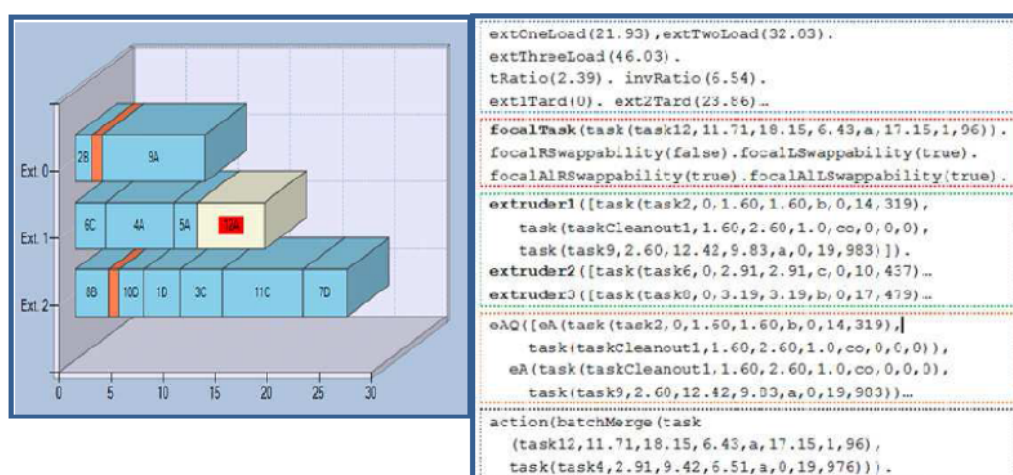 Ext. 0
2B 9A
Ext. 1
6C 4A 5A 12A
Ext. 2
8B 10D 1D 3C 11C 7D
0 5 10 15 20 25 30
extOneLoad(21.93),extTwoLoad(32.03).
extThreeLoad(46.03).
tRatio(2.39). invRatio(6.54).
ext1Tard(0). ext2Tard(23.86)…
focalTask(task(task12,11.71,18.15,6.43,a,17.15,1,96)).
focalRSwappability(false).focalLSwappability(true).
focalAlRSwappability(true).focalAlLSwappability(true).
extruder1([task(task2,0,1.60,1.60,b,0,14,319),
task(taskCleanout1,1.60,2.60,1.0,co,0,0,0),
task(task9,2.60,12.42,9.83,a,0,19,983)]).
extruder2([task(task6,0,2.91,2.91,c,0,10,437)…
extruder3([task(task8,0,3.19,3.19,b,0,17,479)…
eAQ([eA(task(task2,0,1.60,1.60,b,0,14,319),
task(taskCleanout1,1.60,2.60,1.0,co,0,0,0)),
eA(task(taskCleanout1,1.60,2.60,1.0,co,0,0,0),
task(task9,2.60,12.42,9.83,a,0,19,983))…
action(batchMerge(task
(task12,11.71,18.15,6.43,a,17.15,1,96),
task(task4,2.91,9.42,6.51,a,0,19,976))).